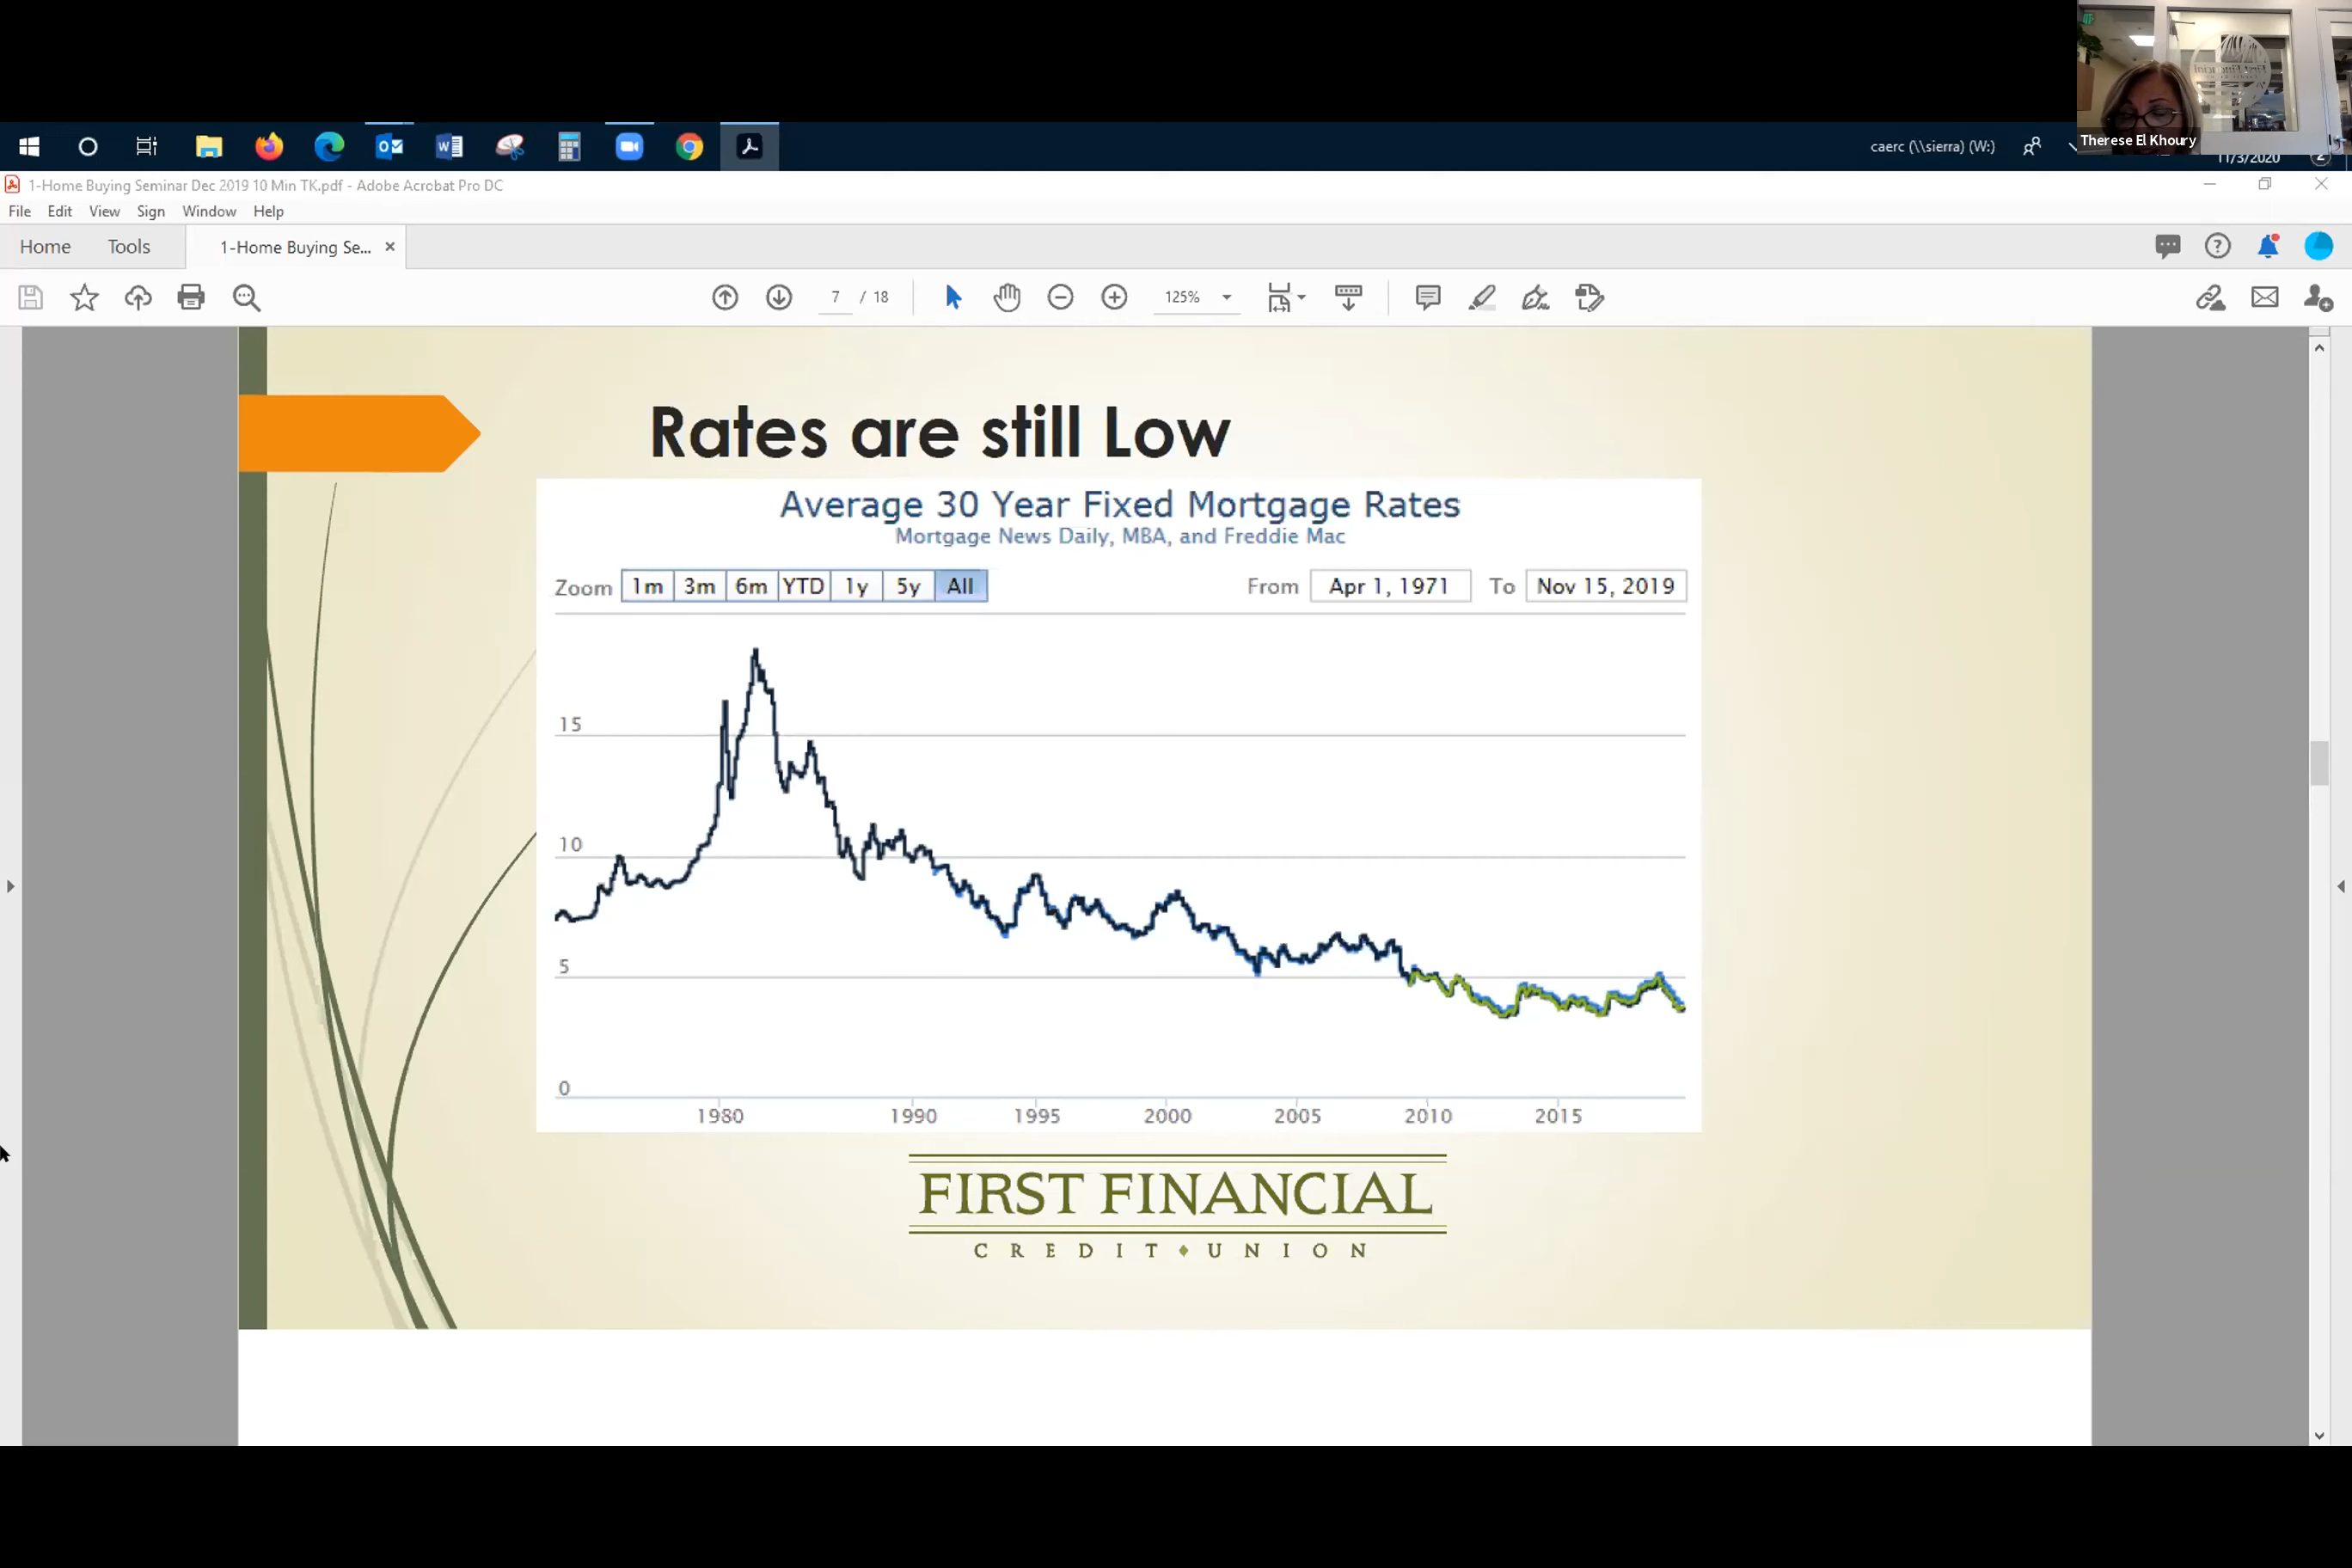 Therese El Khoury
caerc (\\sierra) (W:)
11/3/2020
2
1-Home Buying Seminar Dec 2019 10 Min TK.pdf - Adobe Acrobat Pro DC
File Edit View Sign Window Help
Home Tools 1-Home Buying Se... ×
7 / 18 125%
Rates are still Low
Average 30 Year Fixed Mortgage Rates
Mortgage News Daily, MBA, and Freddie Mac
Zoom 1m 3m 6m YTD 1y 5y All From Apr 1, 1971 To Nov 15, 2019
15
10
5
0
1980 1990 1995 2000 2005 2010 2015
FIRST FINANCIAL
CREDIT♦UNION